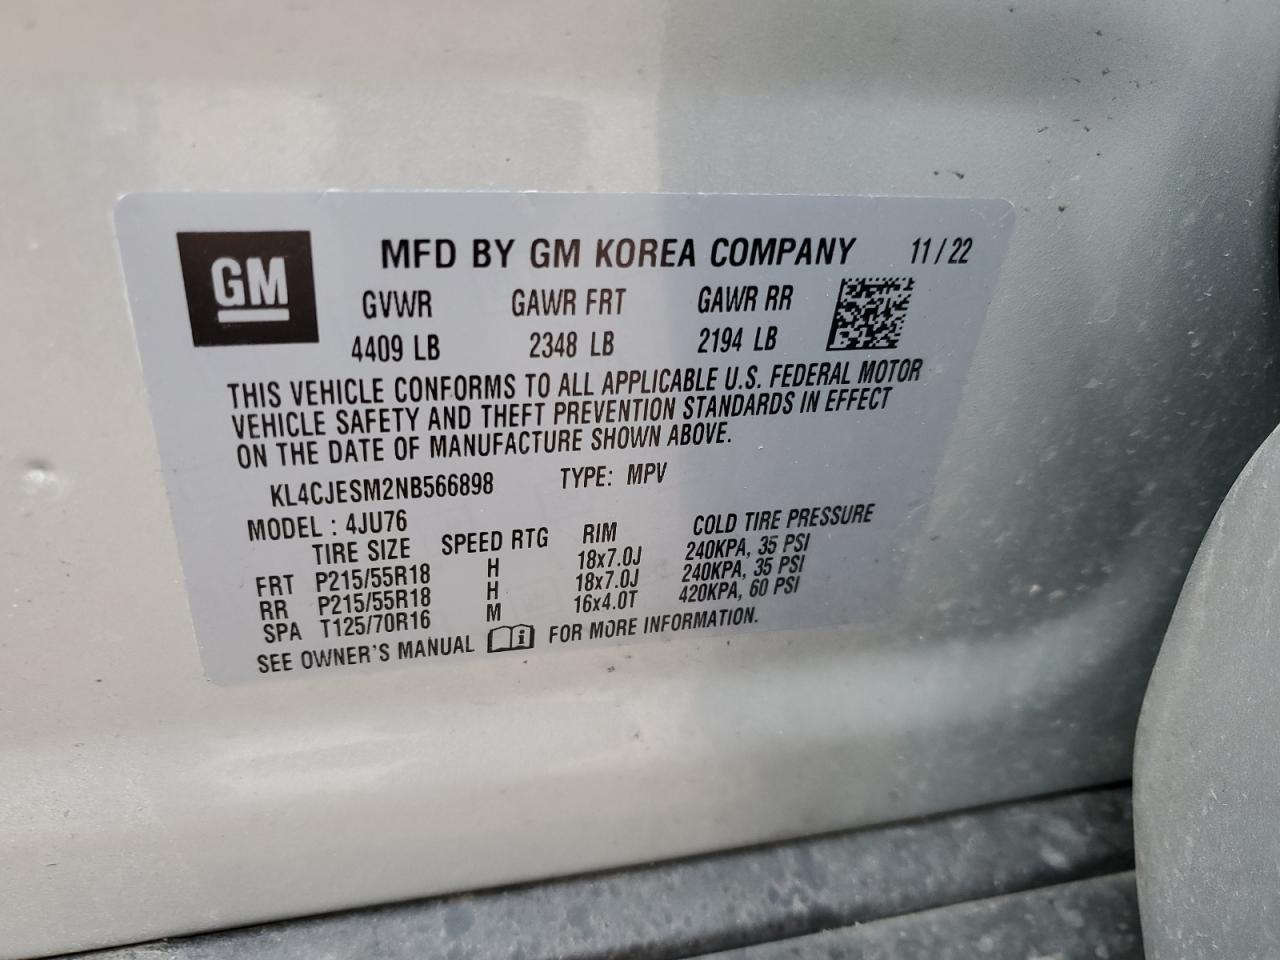 GM
MFD BY GM KOREA COMPANY 11/22
GVWR GAWR FRT GAWR RR
4409 LB 2348 LB 2194 LB
THIS VEHICLE CONFORMS TO ALL APPLICABLE U.S. FEDERAL MOTOR
VEHICLE SAFETY AND THEFT PREVENTION STANDARDS IN EFFECT
ON THE DATE OF MANUFACTURE SHOWN ABOVE.
KL4CJESM2NB566898 TYPE: MPV
MODEL : 4JU76
TIRE SIZE SPEED RTG RIM COLD TIRE PRESSURE
FRT P215/55R18 H 18x7.0J 240KPA, 35 PSI
RR P215/55R18 H 18x7.0J 240KPA, 35 PSI
SPA T125/70R16 M 16x4.0T 420KPA, 60 PSI
SEE OWNER'S MANUAL i FOR MORE INFORMATION.